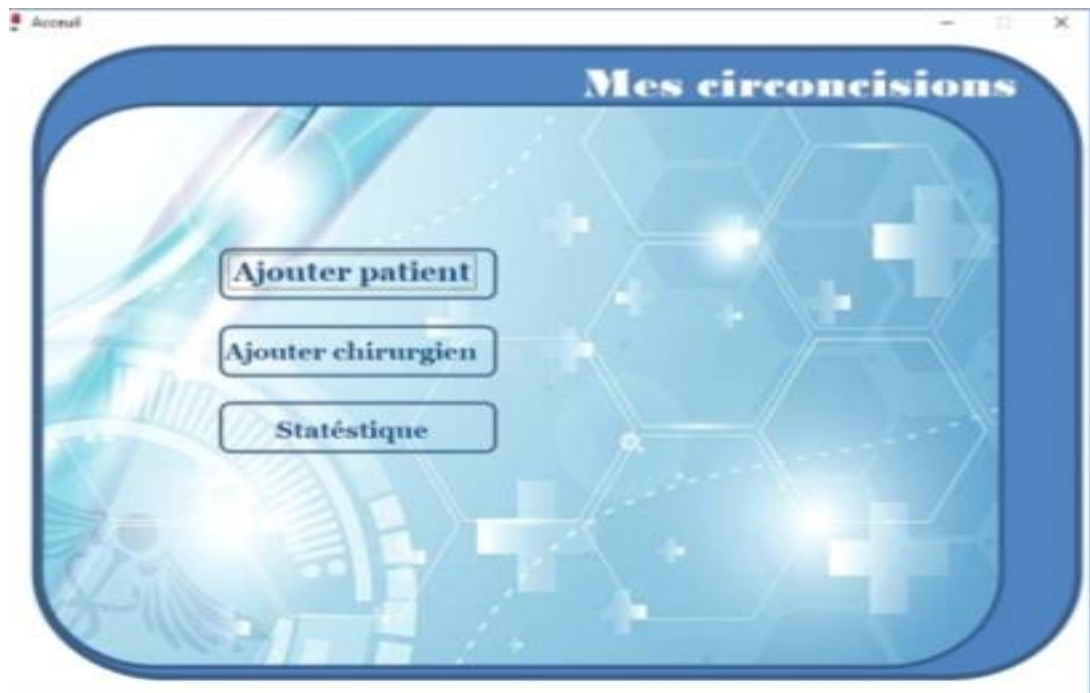 Acceuil
Mes circoncisions
Ajouter patient
Ajouter chirurgien
Statéstique